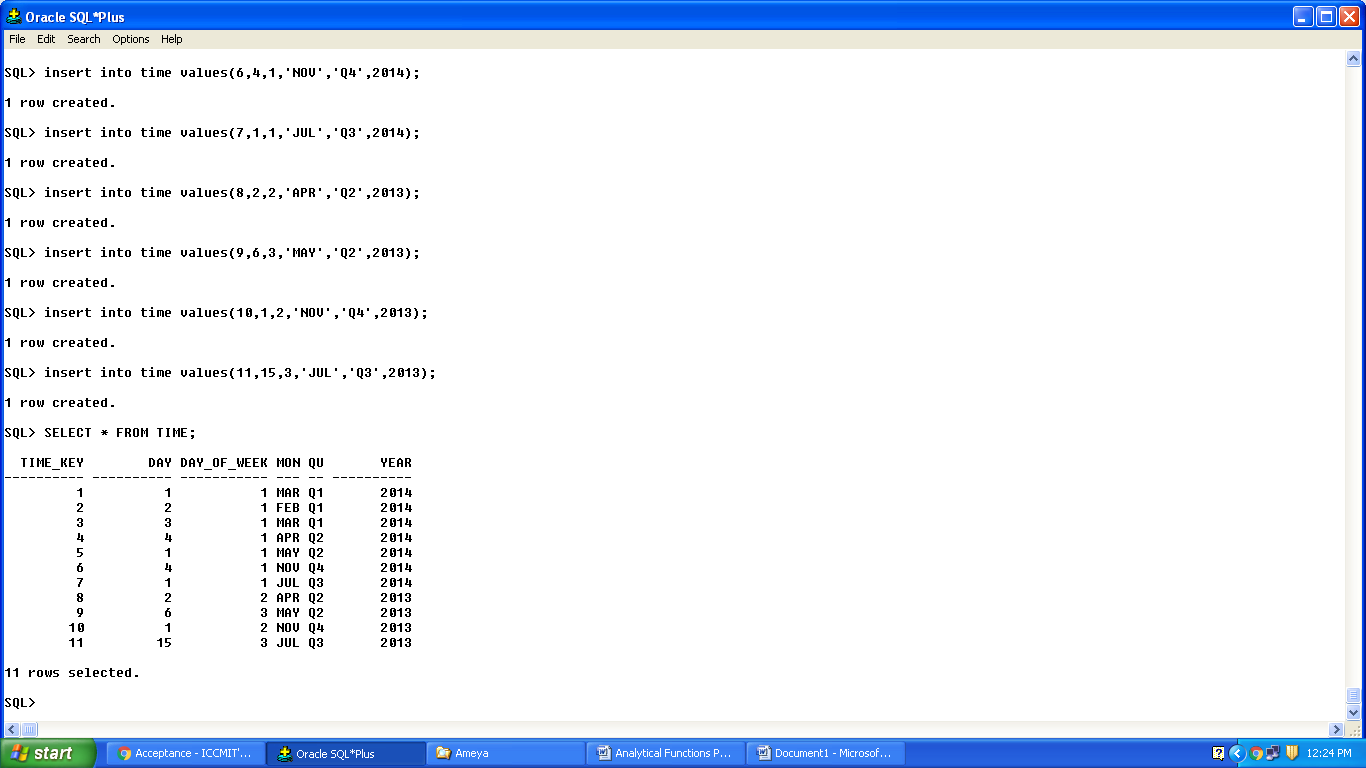 Oracle SQL*Plus
File Edit Search Options Help
SQL> insert into time values(6,4,1,'NOV','Q4',2014);
1 row created.
SQL> insert into time values(7,1,1,'JUL','Q3',2014);
1 row created.
SQL> insert into time values(8,2,2,'APR','Q2',2013);
1 row created.
SQL> insert into time values(9,6,3,'MAY','Q2',2013);
1 row created.
SQL> insert into time values(10,1,2,'NOV','Q4',2013);
1 row created.
SQL> insert into time values(11,15,3,'JUL','Q3',2013);
1 row created.
SQL> SELECT * FROM TIME;
  TIME_KEY        DAY DAY_OF_WEEK MON QU       YEAR
---------- ---------- ----------- --- -- ----------
         1          1           1 MAR Q1       2014
         2          2           1 FEB Q1       2014
         3          3           1 MAR Q1       2014
         4          4           1 APR Q2       2014
         5          1           1 MAY Q2       2014
         6          4           1 NOV Q4       2014
         7          1           1 JUL Q3       2014
         8          2           2 APR Q2       2013
         9          6           3 MAY Q2       2013
        10          1           2 NOV Q4       2013
        11         15           3 JUL Q3       2013
11 rows selected.
SQL>
start Acceptance - ICCMIT'... Oracle SQL*Plus Ameya Analytical Functions P... Document1 - Microsof... 12:24 PM